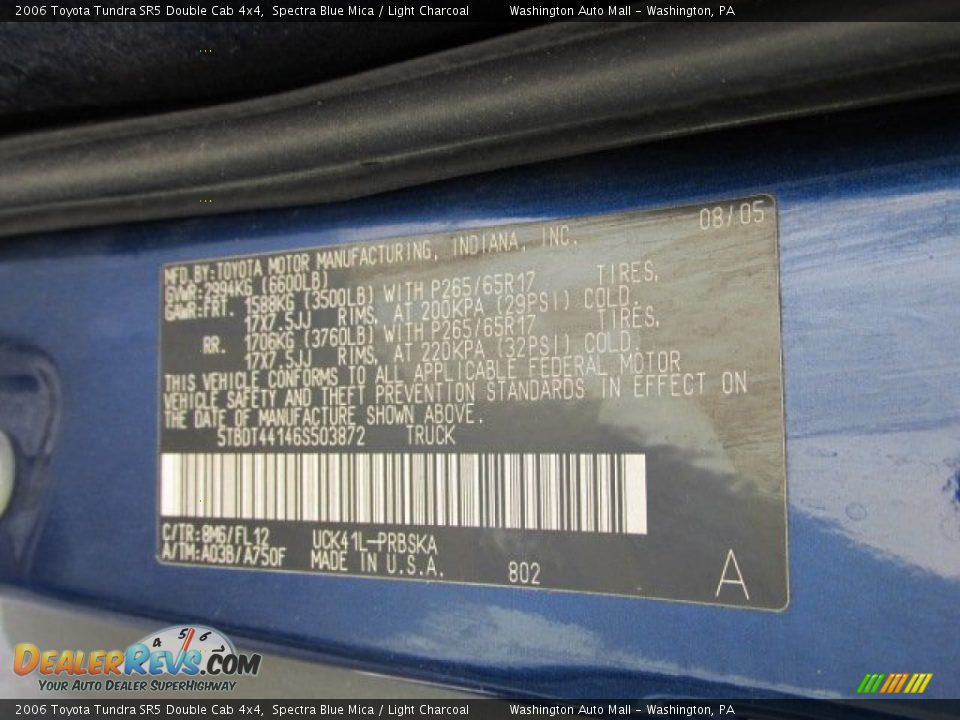 2006 Toyota Tundra SR5 Double Cab 4x4, Spectra Blue Mica / Light Charcoal Washington Auto Mall - Washington, PA
08/05
MFD.BY:TOYOTA MOTOR MANUFACTURING, INDIANA, INC.
GVWR:2994KG (6600LB)
GAWR:FRT. 1588KG (3500LB) WITH P265/65R17 TIRES,
17X7.5JJ RIMS, AT 200KPA (29PSI) COLD.
RR. 1706KG (3760LB) WITH P265/65R17 TIRES,
17X7.5JJ RIMS, AT 220KPA (32PSI) COLD.
THIS VEHICLE CONFORMS TO ALL APPLICABLE FEDERAL MOTOR
VEHICLE SAFETY AND THEFT PREVENTION STANDARDS IN EFFECT ON
THE DATE OF MANUFACTURE SHOWN ABOVE.
5TBDT44146S503872 TRUCK
C/TR:8M6/FL12 UCK41L-PRBSKA
A/TM:A03B/A750F MADE IN U.S.A. 802 A
4 5 6
DEALERREVS.COM
YOUR AUTO DEALER SUPERHIGHWAY
2006 Toyota Tundra SR5 Double Cab 4x4, Spectra Blue Mica / Light Charcoal Washington Auto Mall - Washington, PA